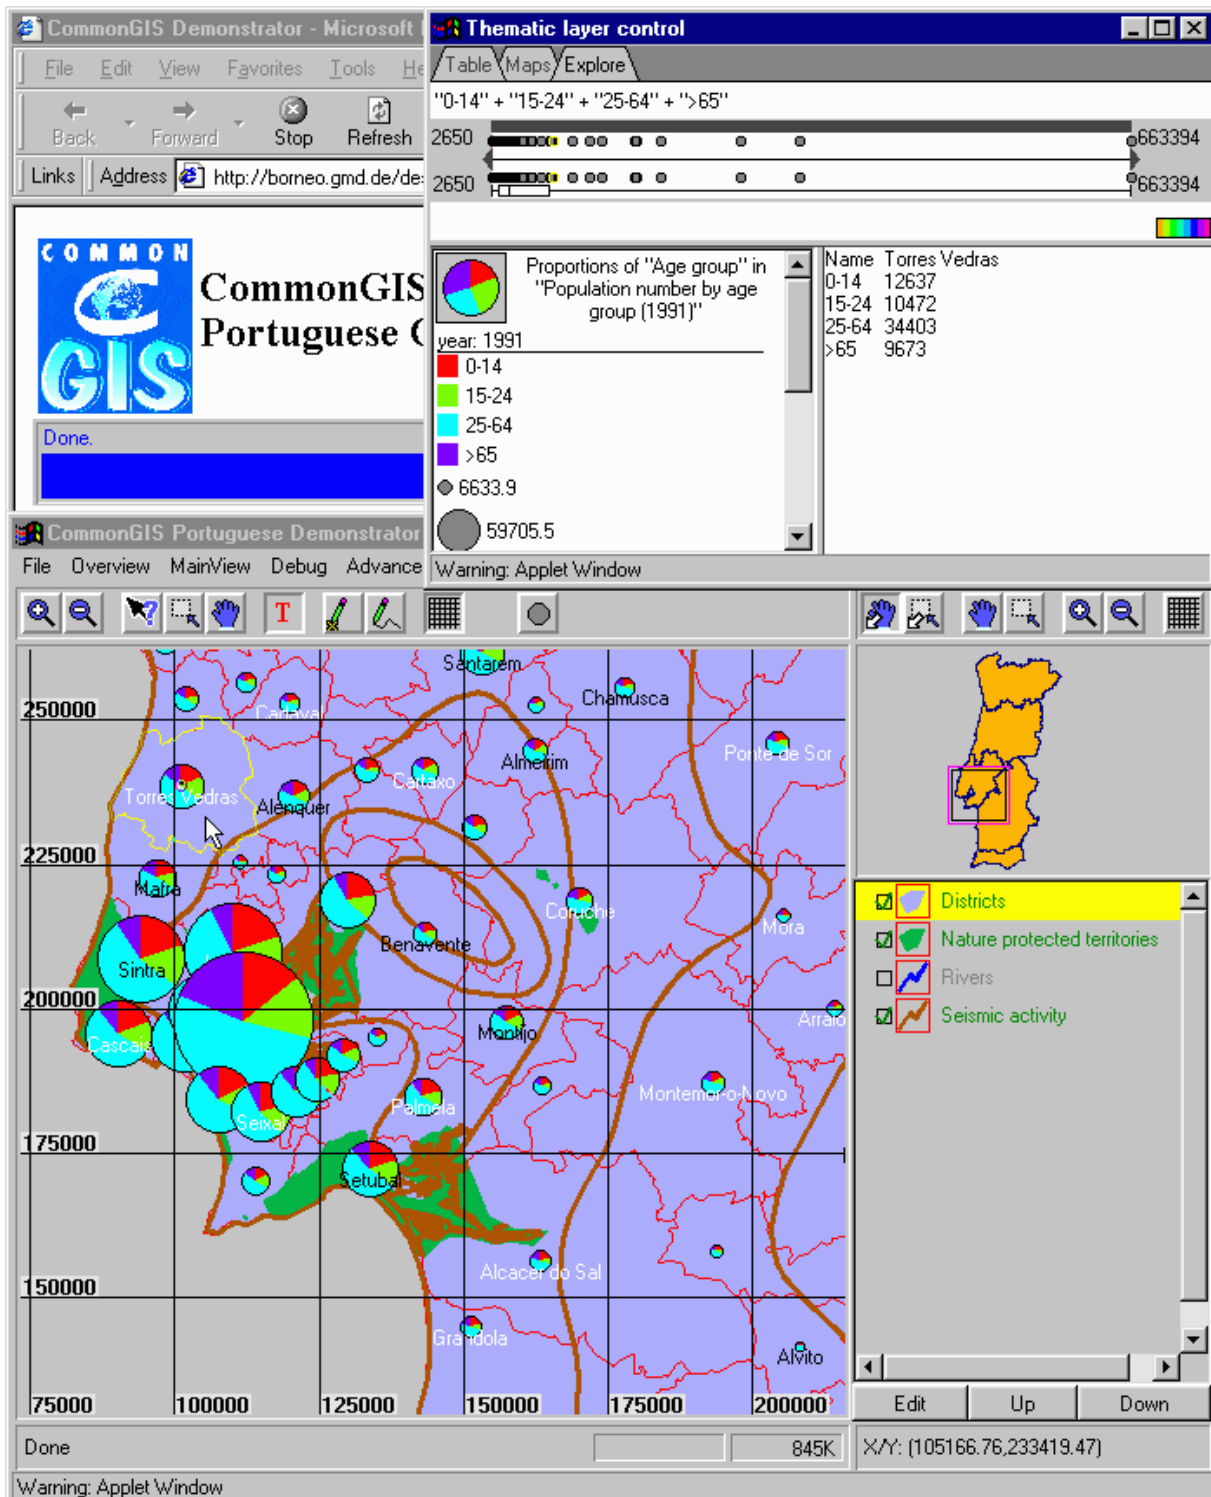 CommonGIS Demonstrator - Microsoft
File Edit View Favorites Tools He
Back Forward Stop Refresh
Links Address http://borneo.gmd.de/de
COMMON
GIS
CommonGIS
Portuguese
Done.
Thematic layer control
Table Maps Explore
"0-14" + "15-24" + "25-64" + ">65"
2650 663394
2650 663394
Proportions of "Age group" in
"Population number by age
group (1991)"
year: 1991
0-14
15-24
25-64
>65
6633.9
59705.5
Name Torres Vedras
0-14 12637
15-24 10472
25-64 34403
>65 9673
Warning: Applet Window
CommonGIS Portuguese Demonstrator
File Overview MainView Debug Advance
T
Santarem
Chamusca
250000
Cadaval
Ponte de Sor
Almeirim
Cartaxo
Torres Vedras
Alenquer
225000
Mafra
Coruche
Mora
Benavente
Sintra
200000
Arraio
Montijo
Cascais
Montemor-o-Novo
Palmela
Seixal
175000
Setubal
Alcacer do Sal
150000
Grandola
Alvito
75000 100000 125000 150000 175000 200000
Districts
Nature protected territories
Rivers
Seismic activity
Edit Up Down
Done 845K X/Y: (105166.76,233419.47)
Warning: Applet Window